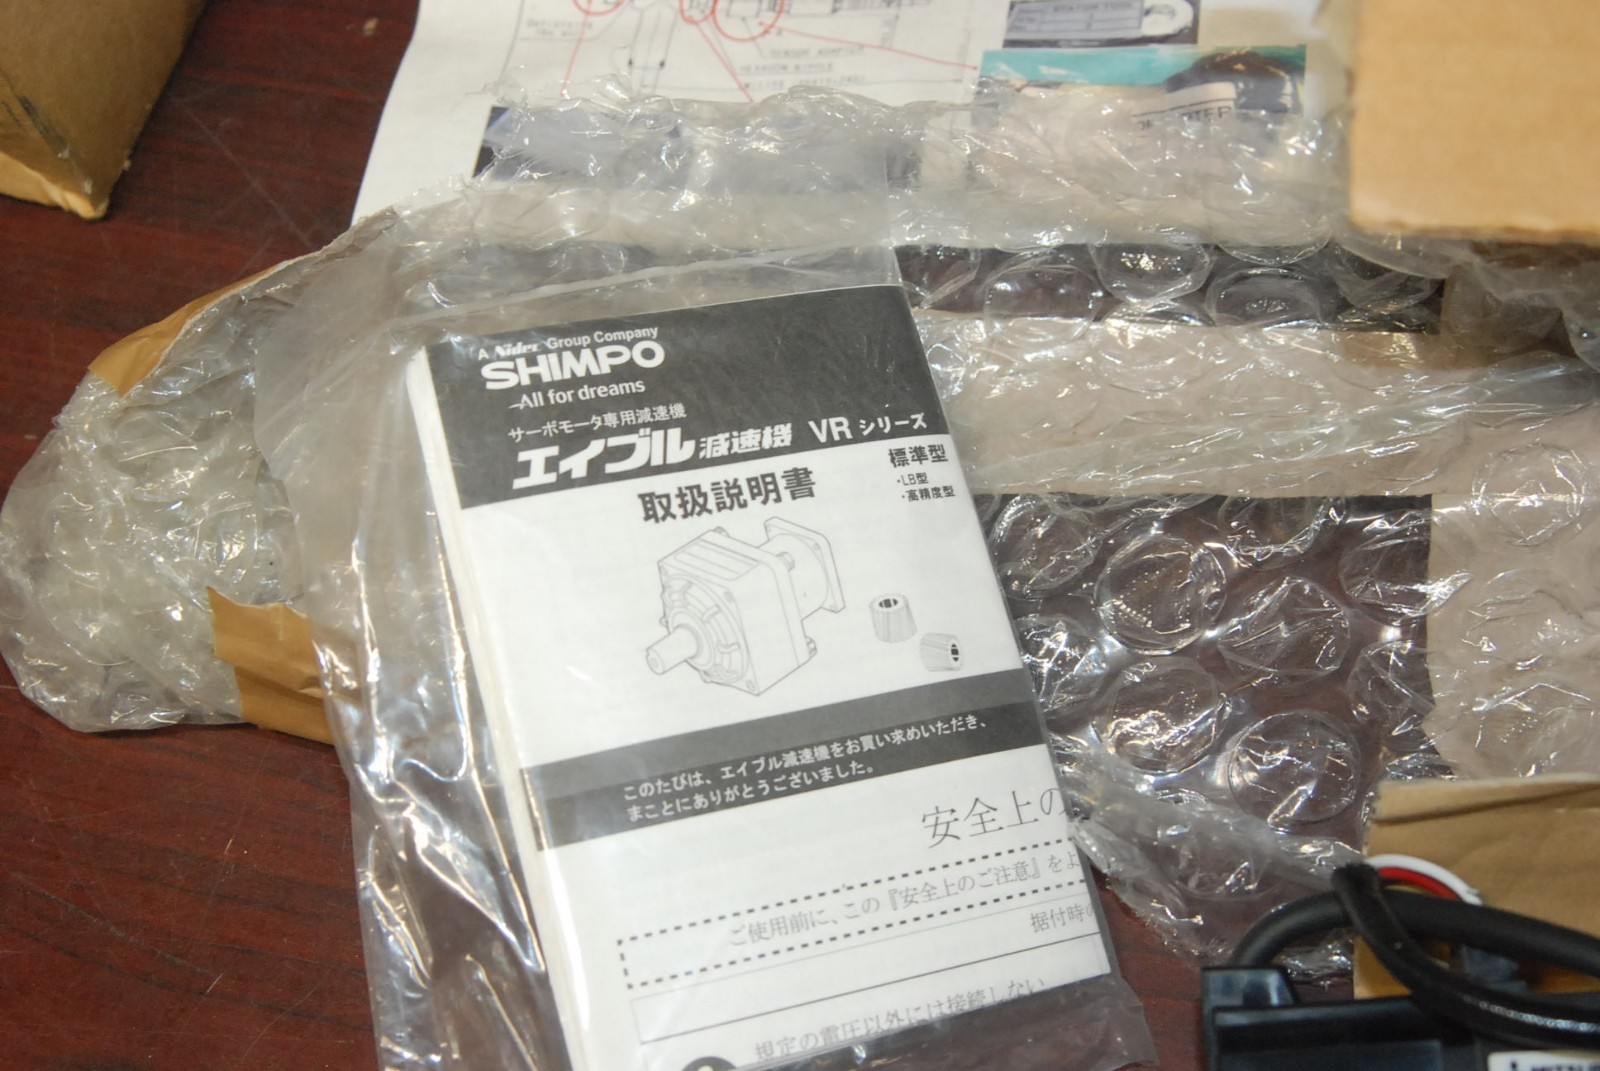 TENSION NIPPLE
A Nidec Group Company
SHIMPO
All for dreams
サーボモータ専用減速機
エイブル減速機 VRシリーズ
標準型
・LB型
・高精度型
取扱説明書
このたびは、エイブル減速機をお買い求めいただき、
まことにありがとうございました。
安全上の
ご使用前に、この『安全上のご注意』をよ
据付時の
規定の電圧以外には接続しない